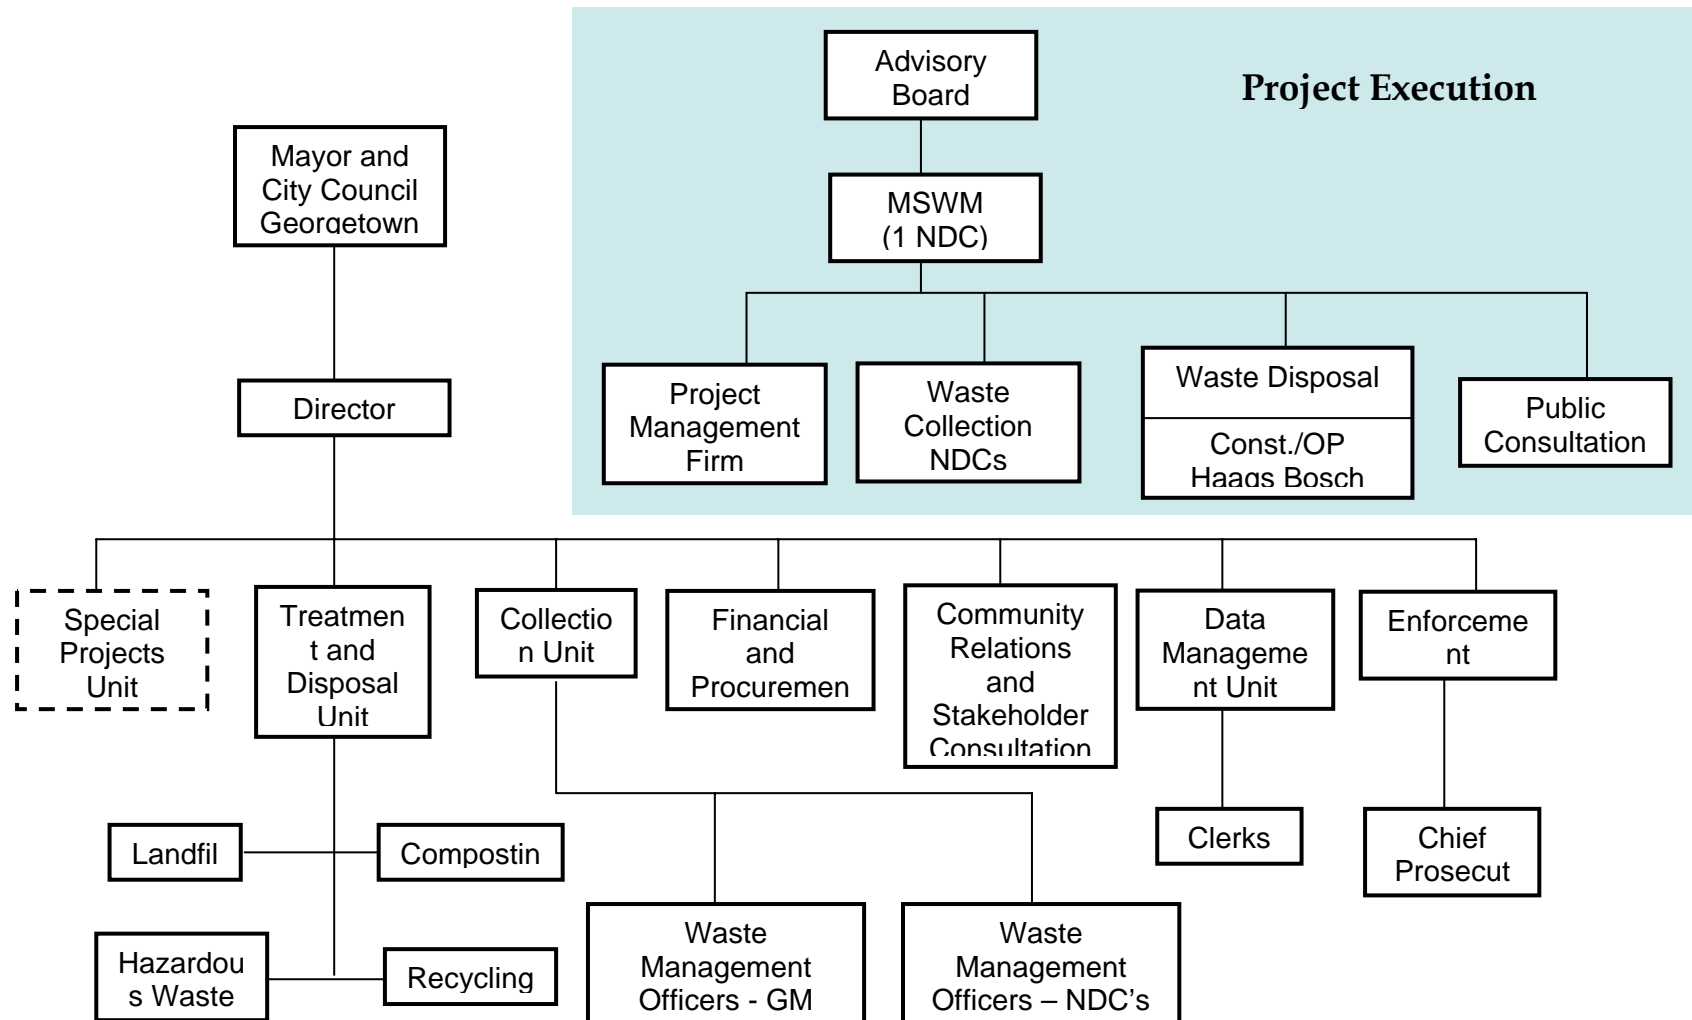 Advisory
Board
Project Execution
Mayor and
City Council
Georgetown
MSWM
(1 NDC)
Director
Project
Management
Firm
Waste
Collection
NDCs
Waste Disposal
Const./OP
Haags Bosch
Public
Consultation
Special
Projects
Unit
Treatmen
t and
Disposal
Unit
Collectio
n Unit
Financial
and
Procuremen
Community
Relations
and
Stakeholder
Consultation
Data
Manageme
nt Unit
Enforceme
nt
Landfil
Compostin
Clerks
Chief
Prosecut
Hazardou
s Waste
Recycling
Waste
Management
Officers - GM
Waste
Management
Officers – NDC's